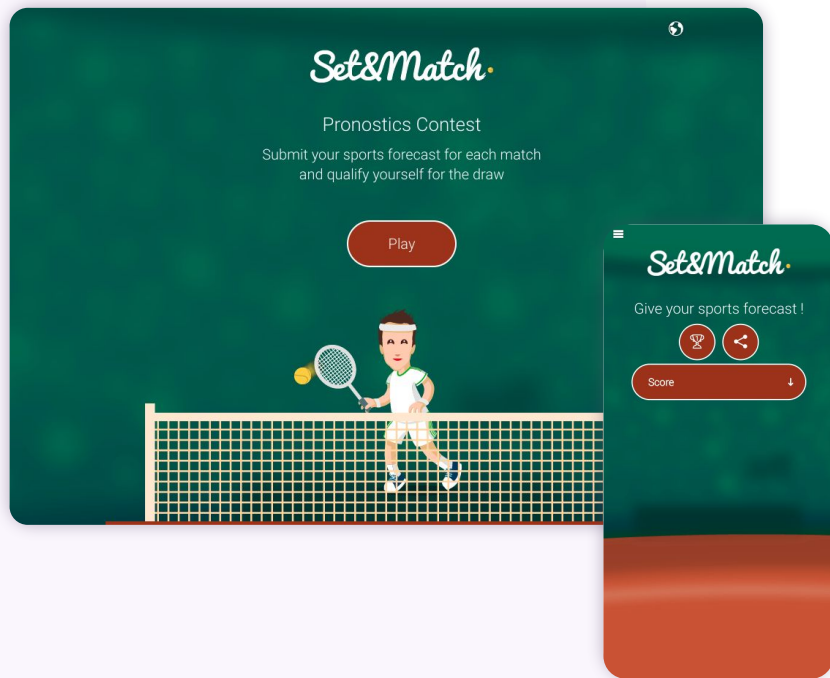 Set&Match
Pronostics Contest
Submit your sports forecast for each match
and qualify yourself for the draw
Play
Set&Match
Give your sports forecast !
Score